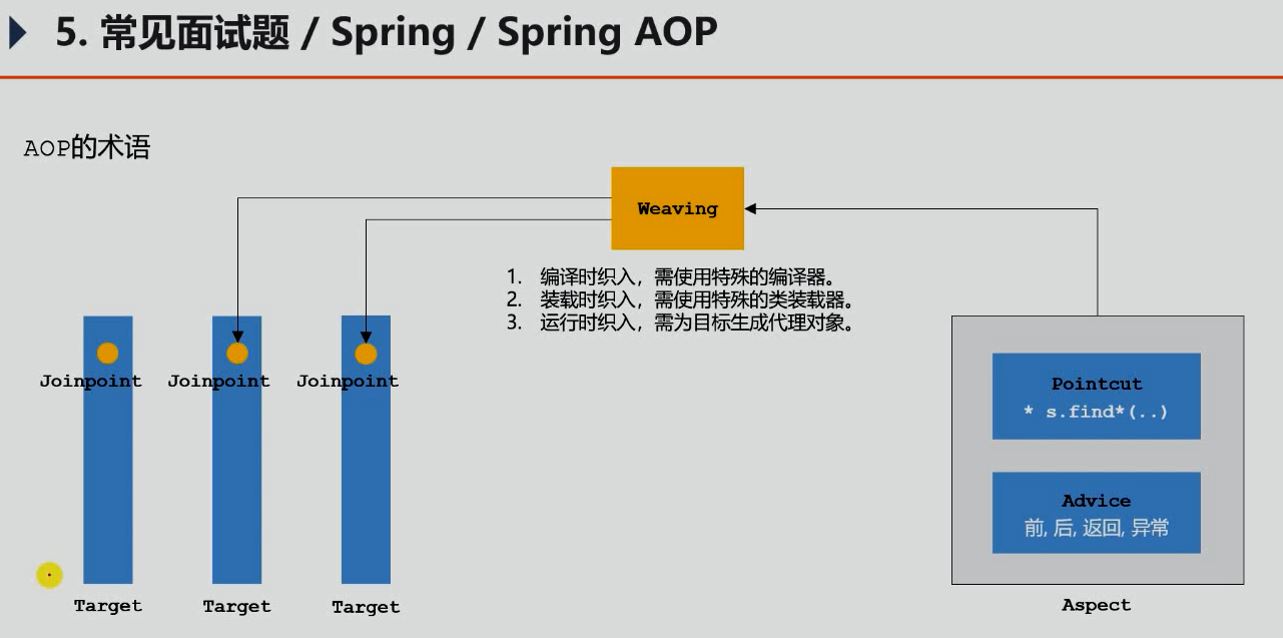 5. 常见面试题 / Spring / Spring AOP
AOP的术语
Weaving
1. 编译时织入，需使用特殊的编译器。
2. 装载时织入，需使用特殊的类装载器。
3. 运行时织入，需为目标生成代理对象。
Joinpoint Joinpoint Joinpoint
Pointcut
* s.find*(..)
Advice
前, 后, 返回, 异常
Target Target Target
Aspect